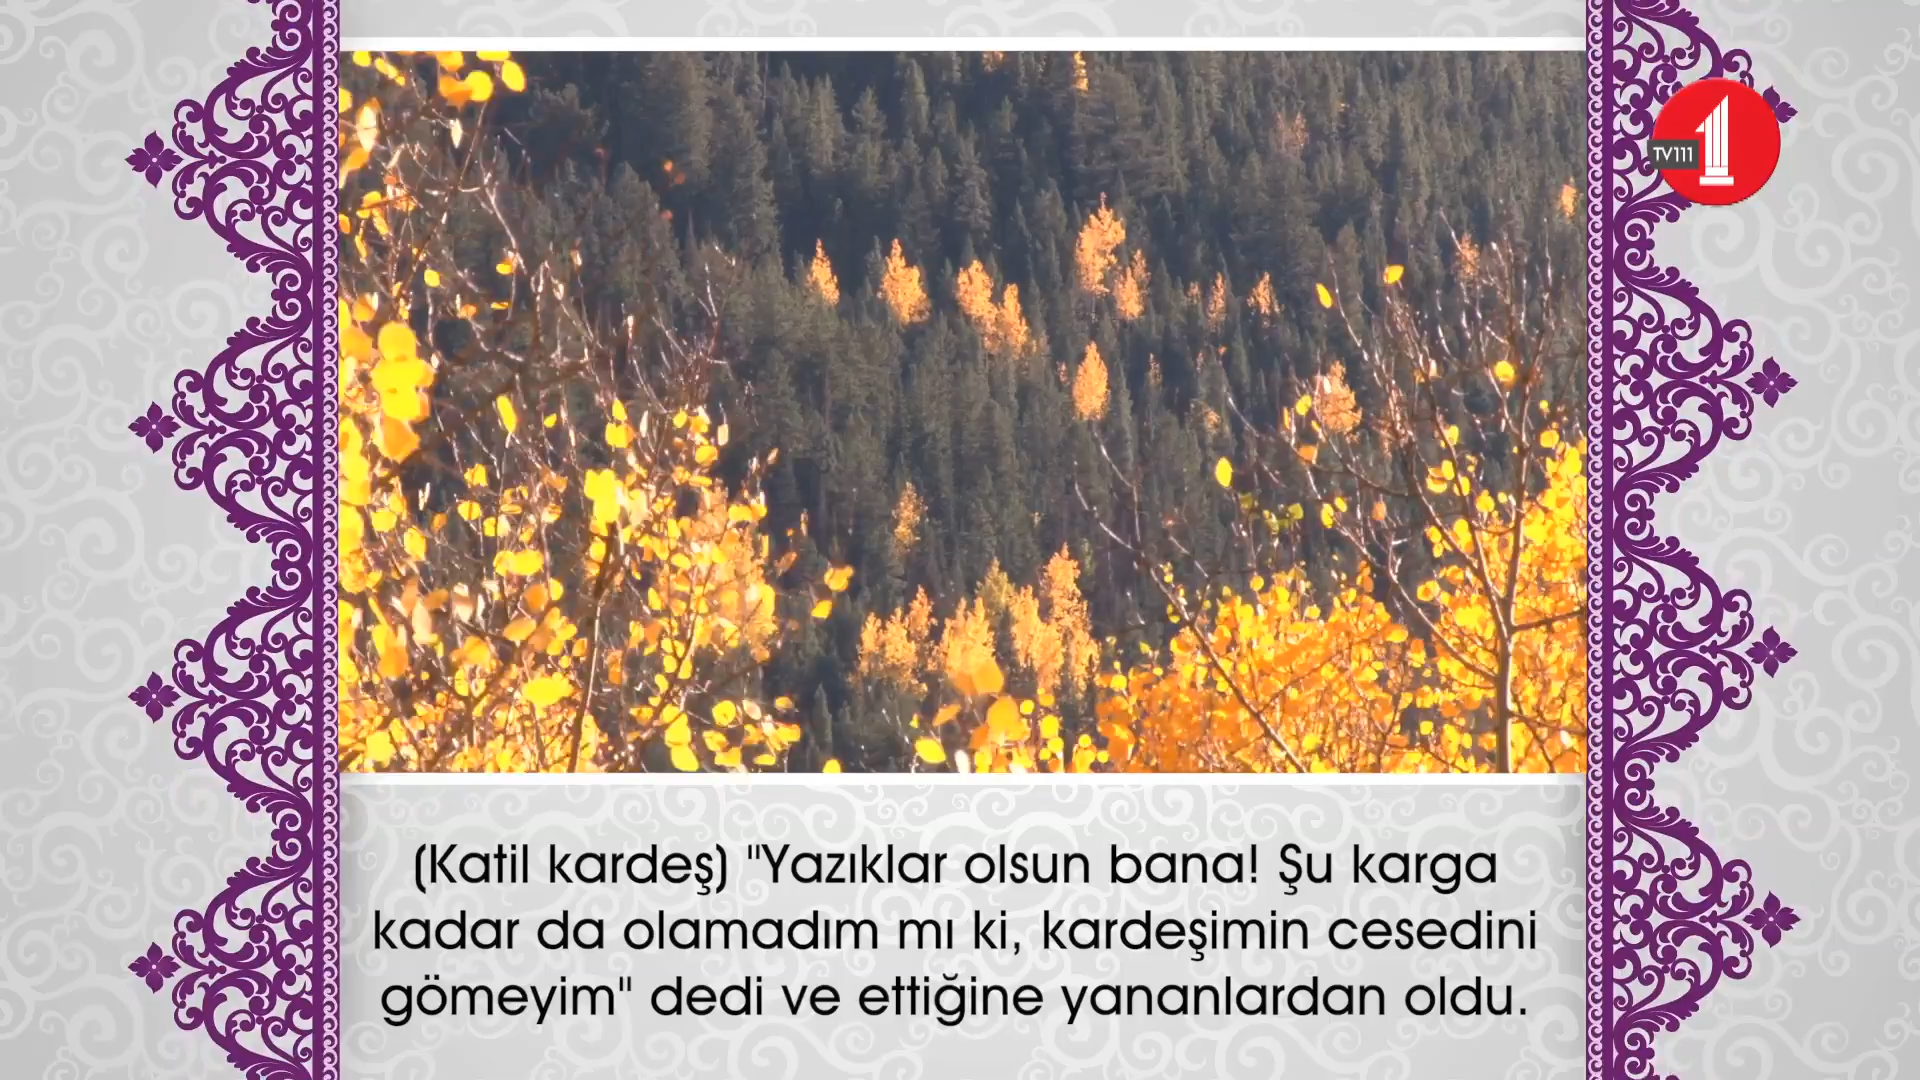 TV111
(Katil kardeş) "Yazıklar olsun bana! Şu karga
kadar da olamadım mı ki, kardeşimin cesedini
gömeyim" dedi ve ettiğine yananlardan oldu.